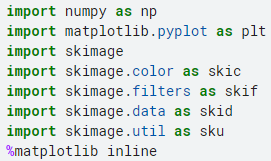 import numpy as np
import matplotlib.pyplot as plt
import skimage
import skimage.color as skic
import skimage.filters as skif
import skimage.data as skid
import skimage.util as sku
%matplotlib inline